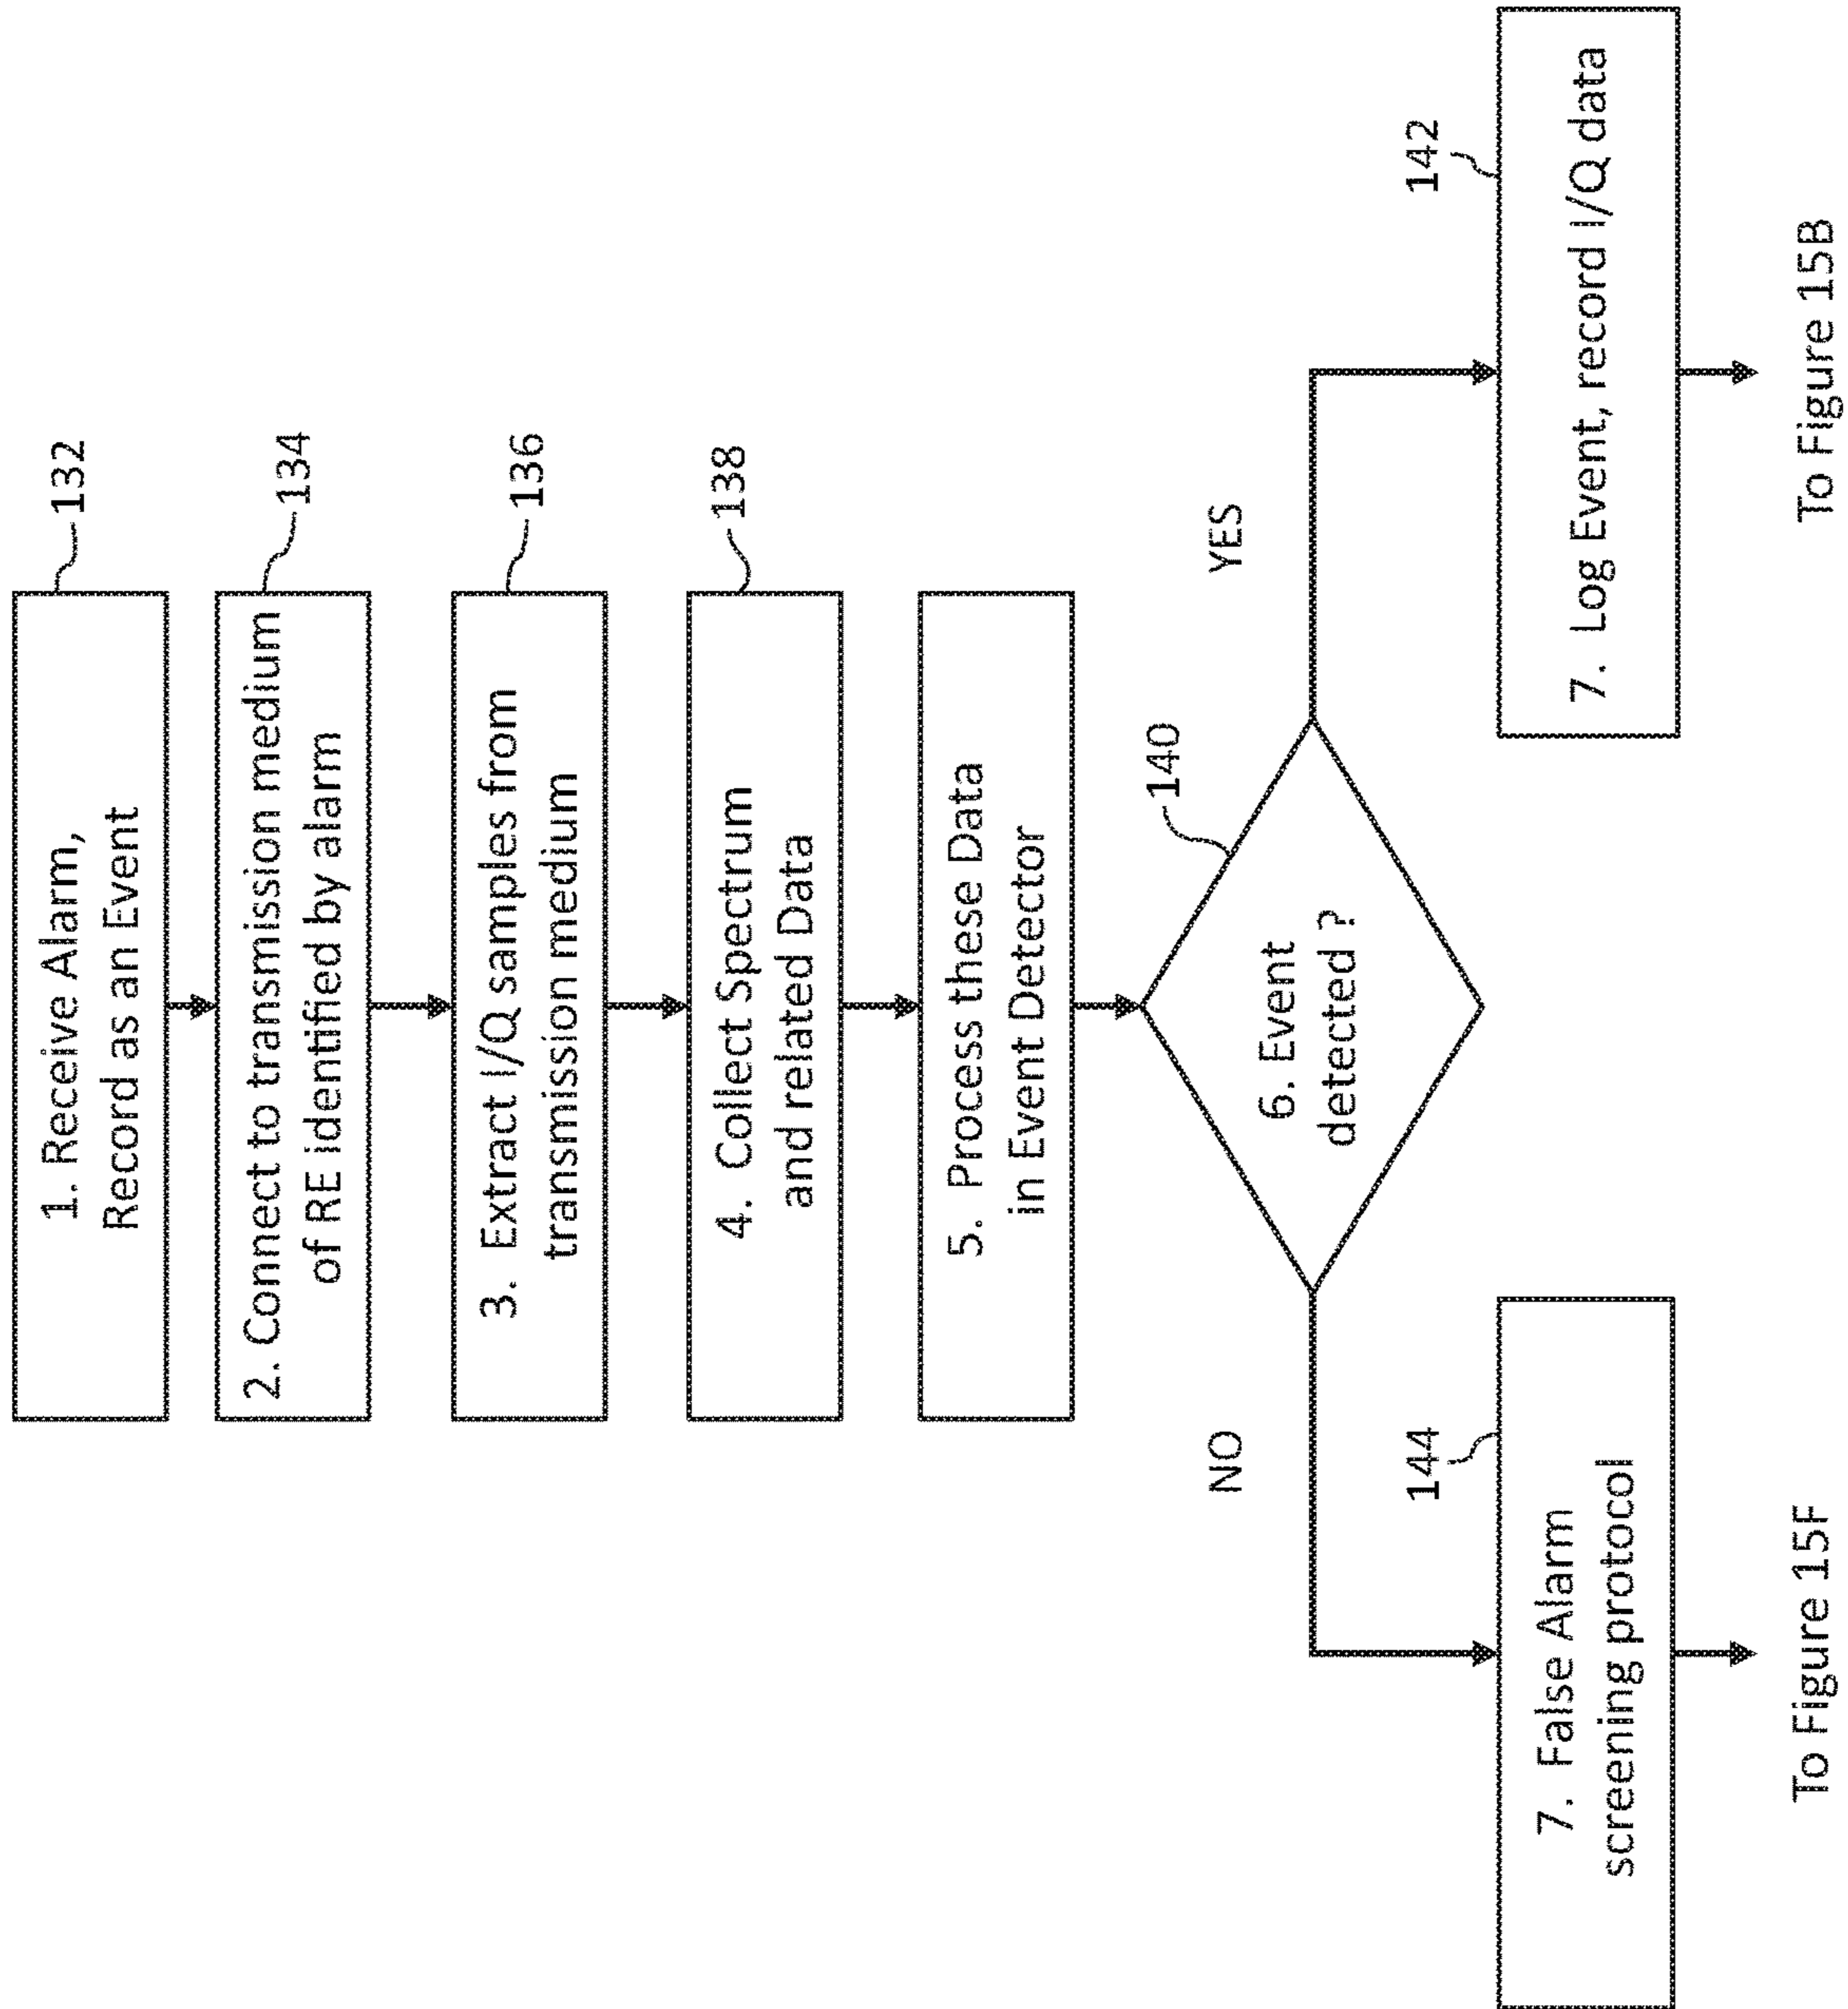 1. Receive Alarm,
Record as an Event
132
2. Connect to transmission medium
of RE identified by alarm
134
3. Extract I/Q samples from
transmission medium
136
4. Collect Spectrum
and related Data
138
5. Process these Data
in Event Detector
6. Event
detected ?
140
NO
YES
7. False Alarm
screening protocol
144
7. Log Event, record I/Q data
142
To Figure 15F
To Figure 15B